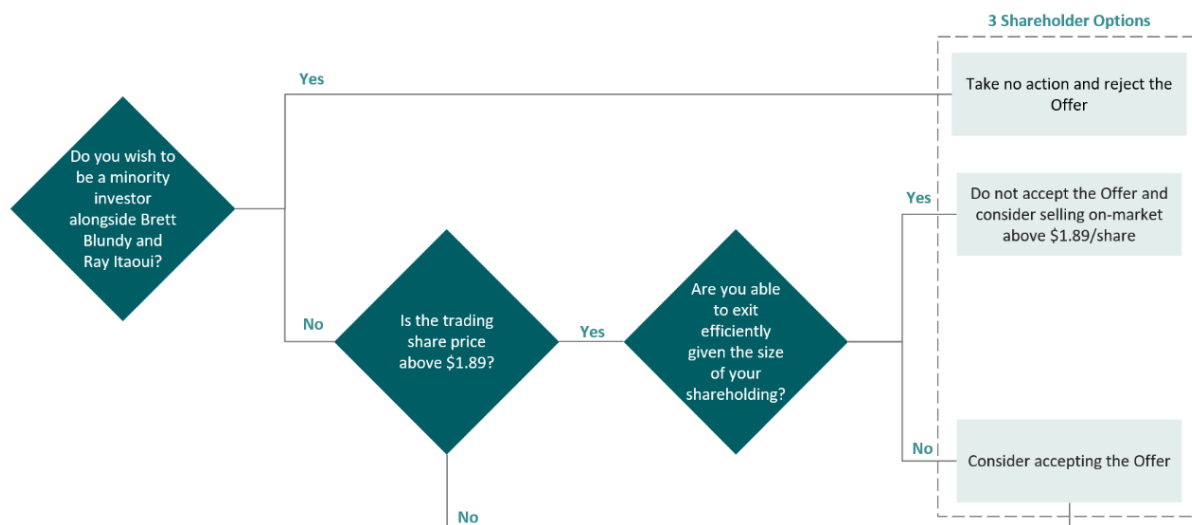 3 Shareholder Options
Yes
Take no action and reject the
Offer
Do you wish to
be a minority
investor
alongside Brett
Blundy and
Ray Itaoui?
Yes
Do not accept the Offer and
consider selling on-market
above $1.89/share
No
Is the trading
share price
above $1.89?
Yes
Are you able
to exit
efficiently
given the size
of your
shareholding?
No
Consider accepting the Offer
No